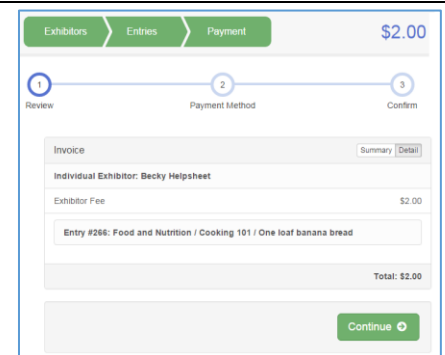 Exhibitors Entries Payment $2.00
1 2 3
Review Payment Method Confirm
Invoice Summary Detail
Individual Exhibitor: Becky Helpsheet
Exhibitor Fee $2.00
Entry #266: Food and Nutrition / Cooking 101 / One loaf banana bread
Total: $2.00
Continue